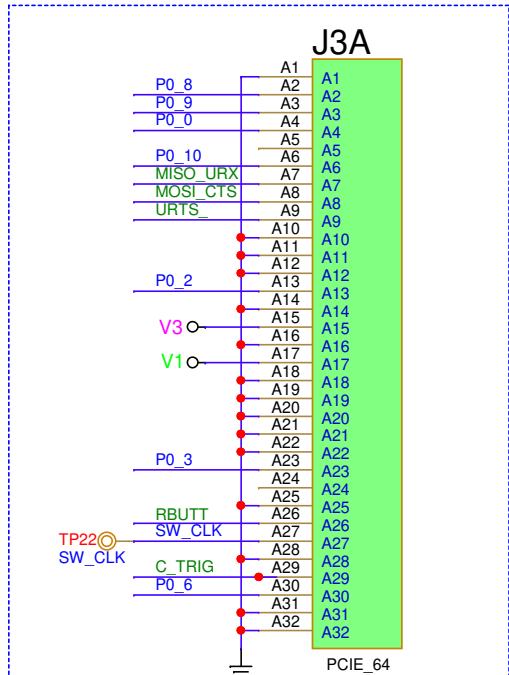 J3A
A1 A1
P0_8 A2 A2
P0_9 A3 A3
P0_0 A4 A4
A5 A5
P0_10 A6 A6
MISO_URX A7 A7
MOSI_CTS A8 A8
URTS_ A9 A9
A10 A10
A11 A11
A12 A12
P0_2 A13 A13
A14 A14
V3 A15 A15
A16 A16
V1 A17 A17
A18 A18
A19 A19
A20 A20
A21 A21
A22 A22
P0_3 A23 A23
A24 A24
A25 A25
RBUTT A26 A26
TP22 SW_CLK A27 A27
SW_CLK A28 A28
C_TRIG A29 A29
P0_6 A30 A30
A31 A31
A32 A32
PCIE_64